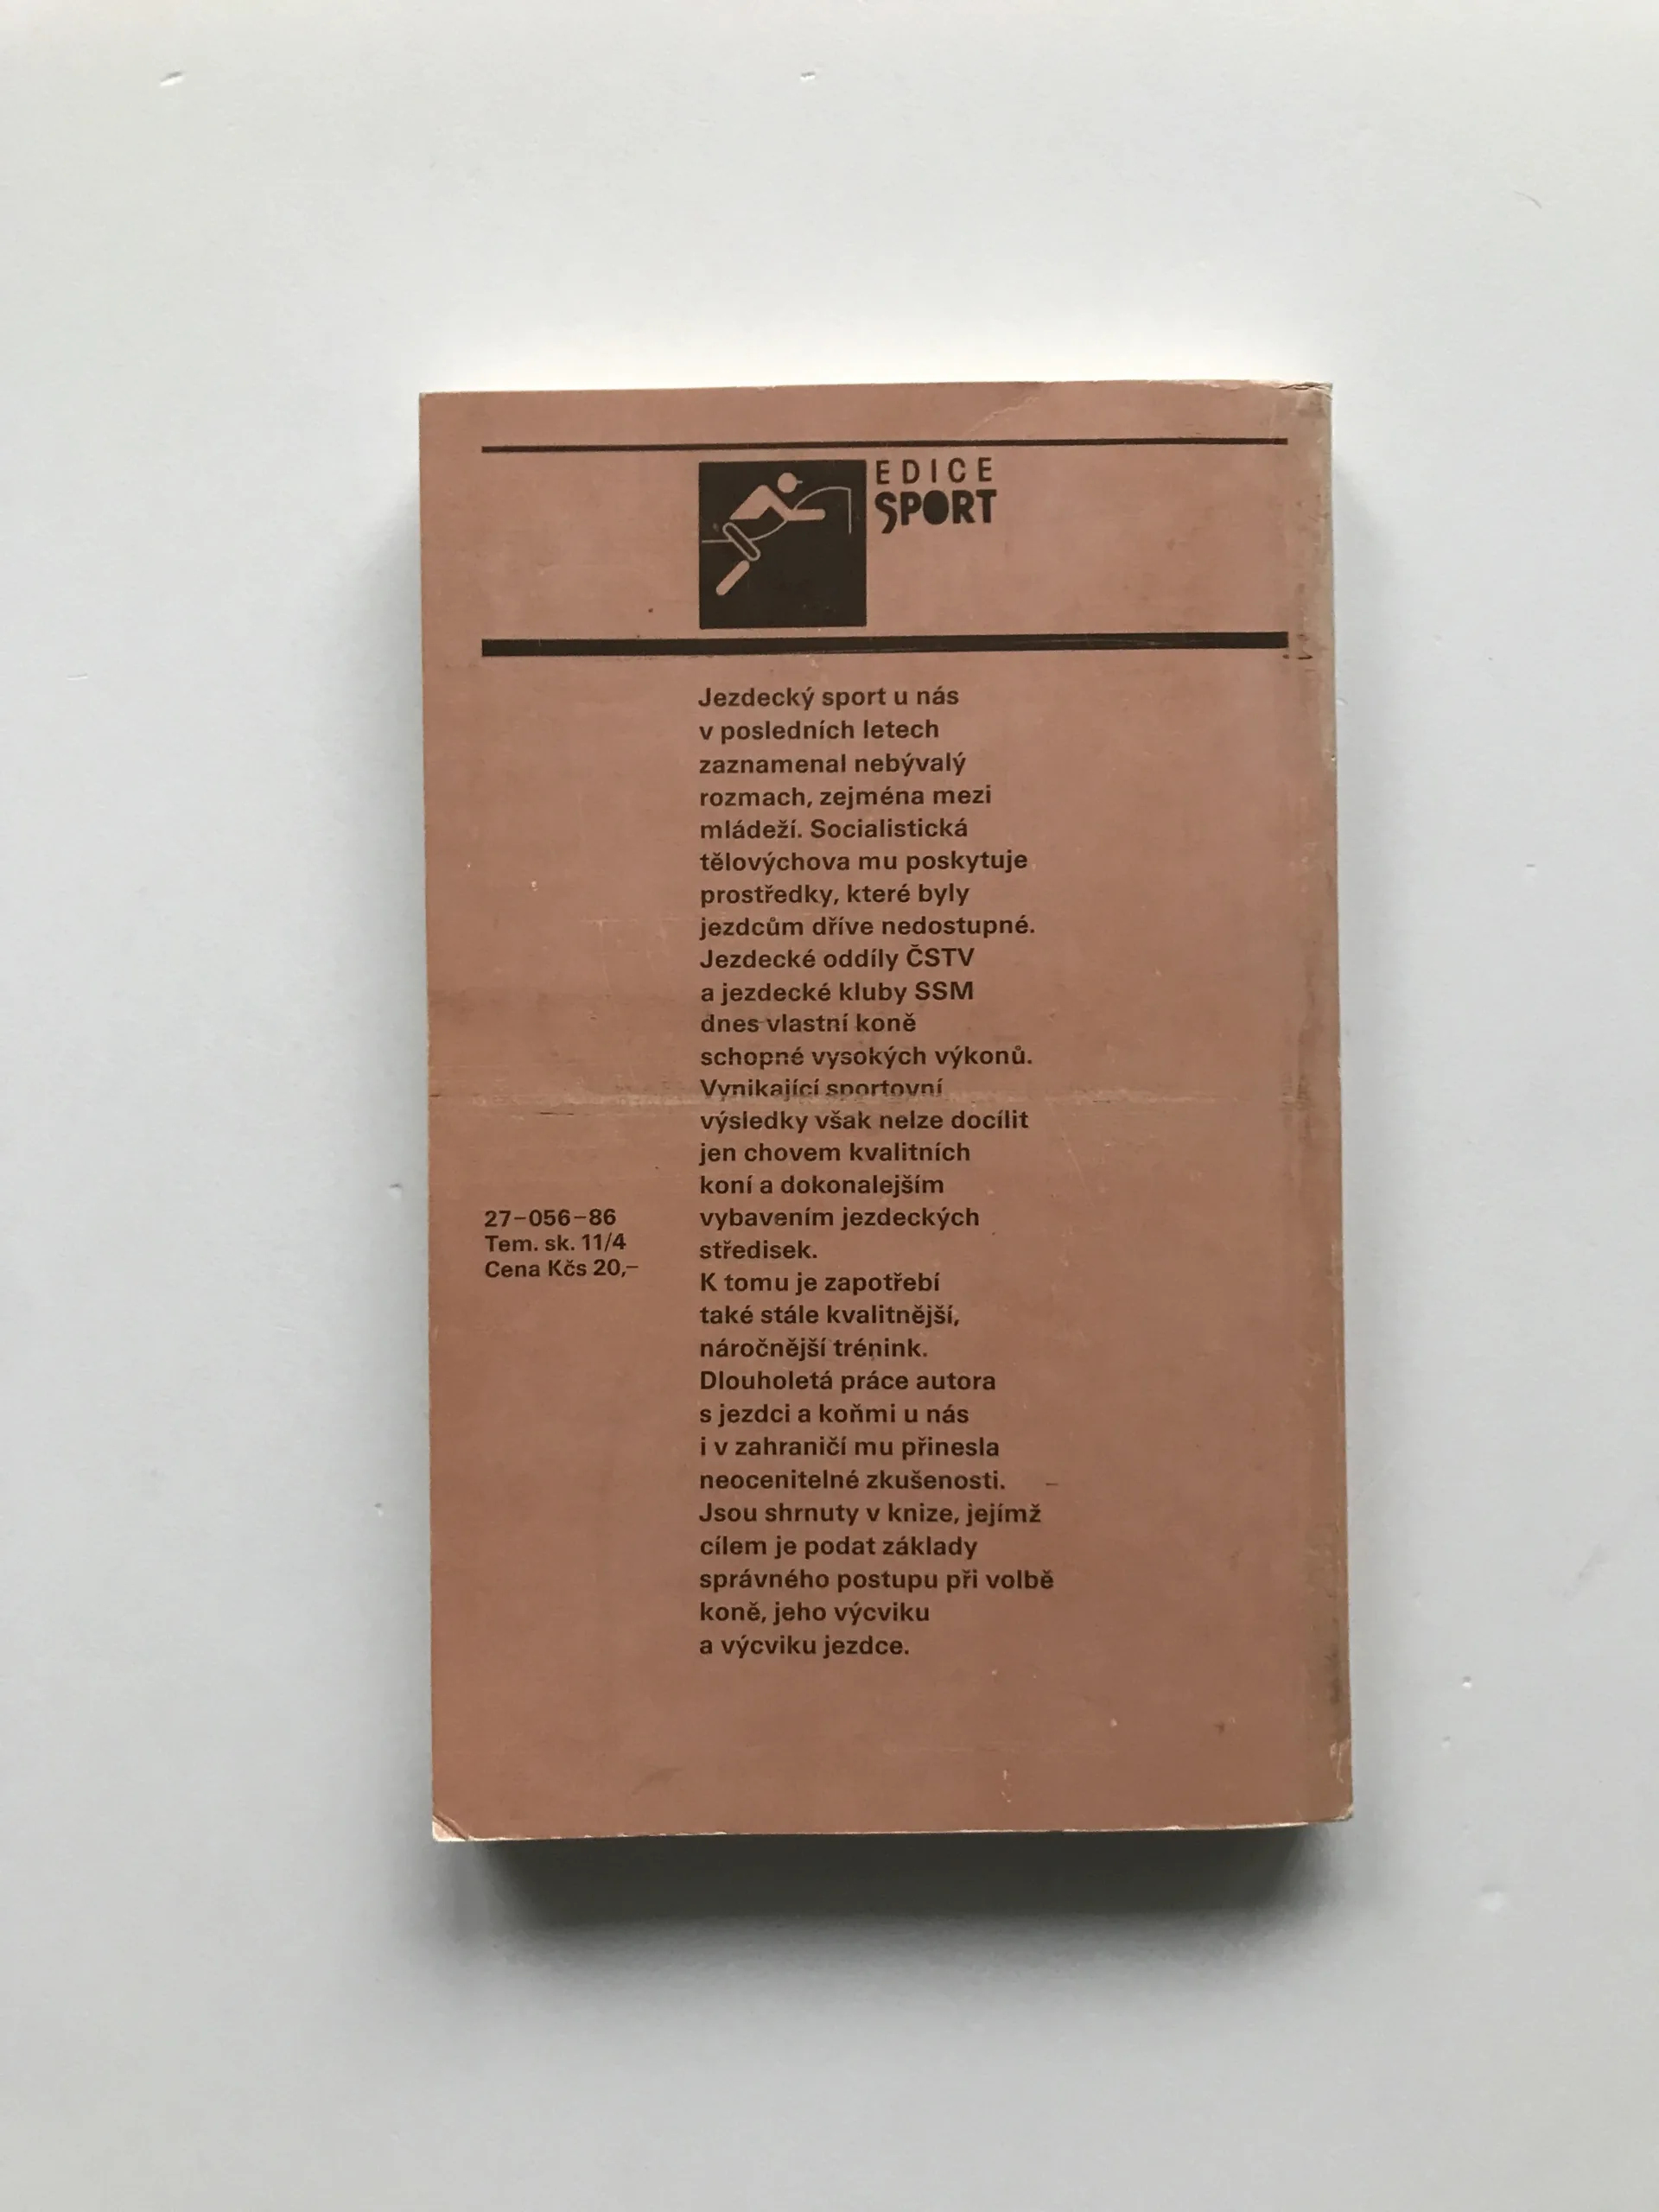 EDICE
SPORT
Jezdecký sport u nás
v posledních letech
zaznamenal nebývalý
rozmach, zejména mezi
mládeží. Socialistická
tělovýchova mu poskytuje
prostředky, které byly
jezdcům dříve nedostupné.
Jezdecké oddíly ČSTV
a jezdecké kluby SSM
dnes vlastní koně
schopné vysokých výkonů.
Vynikající sportovní
výsledky však nelze docílit
jen chovem kvalitních
koní a dokonalejším
vybavením jezdeckých
středisek.
K tomu je zapotřebí
také stále kvalitnější,
náročnější trénink.
Dlouholetá práce autora
s jezdci a koňmi u nás
i v zahraničí mu přinesla
neocenitelné zkušenosti.
Jsou shrnuty v knize, jejímž
cílem je podat základy
správného postupu při volbě
koně, jeho výcviku
a výcviku jezdce.
27–056–86
Tem. sk. 11/4
Cena Kčs 20,–